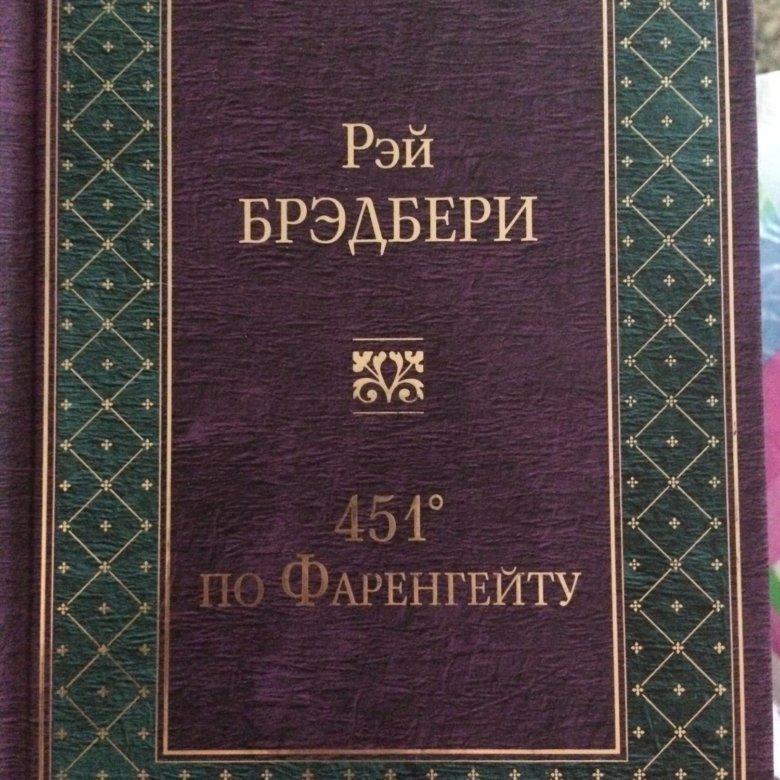 Рэй
БРЭДБЕРИ
451°
по Фаренгейту